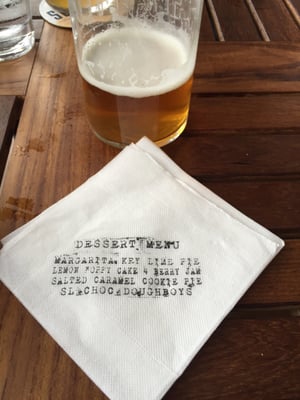 DESSERT MENU
MARGARITA KEY LIME PIE
LEMON POPPY CAKE & BERRY JAM
SALTED CARAMEL COOKIE PIE
DOUGHBOYS